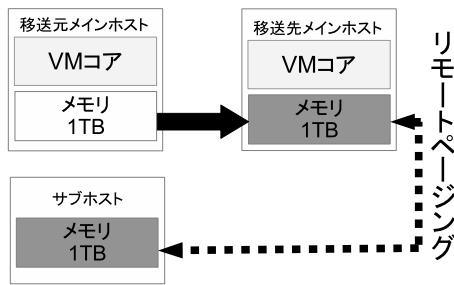 移送元メインホスト
VMコア
メモリ
1TB
移送先メインホスト
VMコア
メモリ
1TB
リモートページング
サブホスト
メモリ
1TB